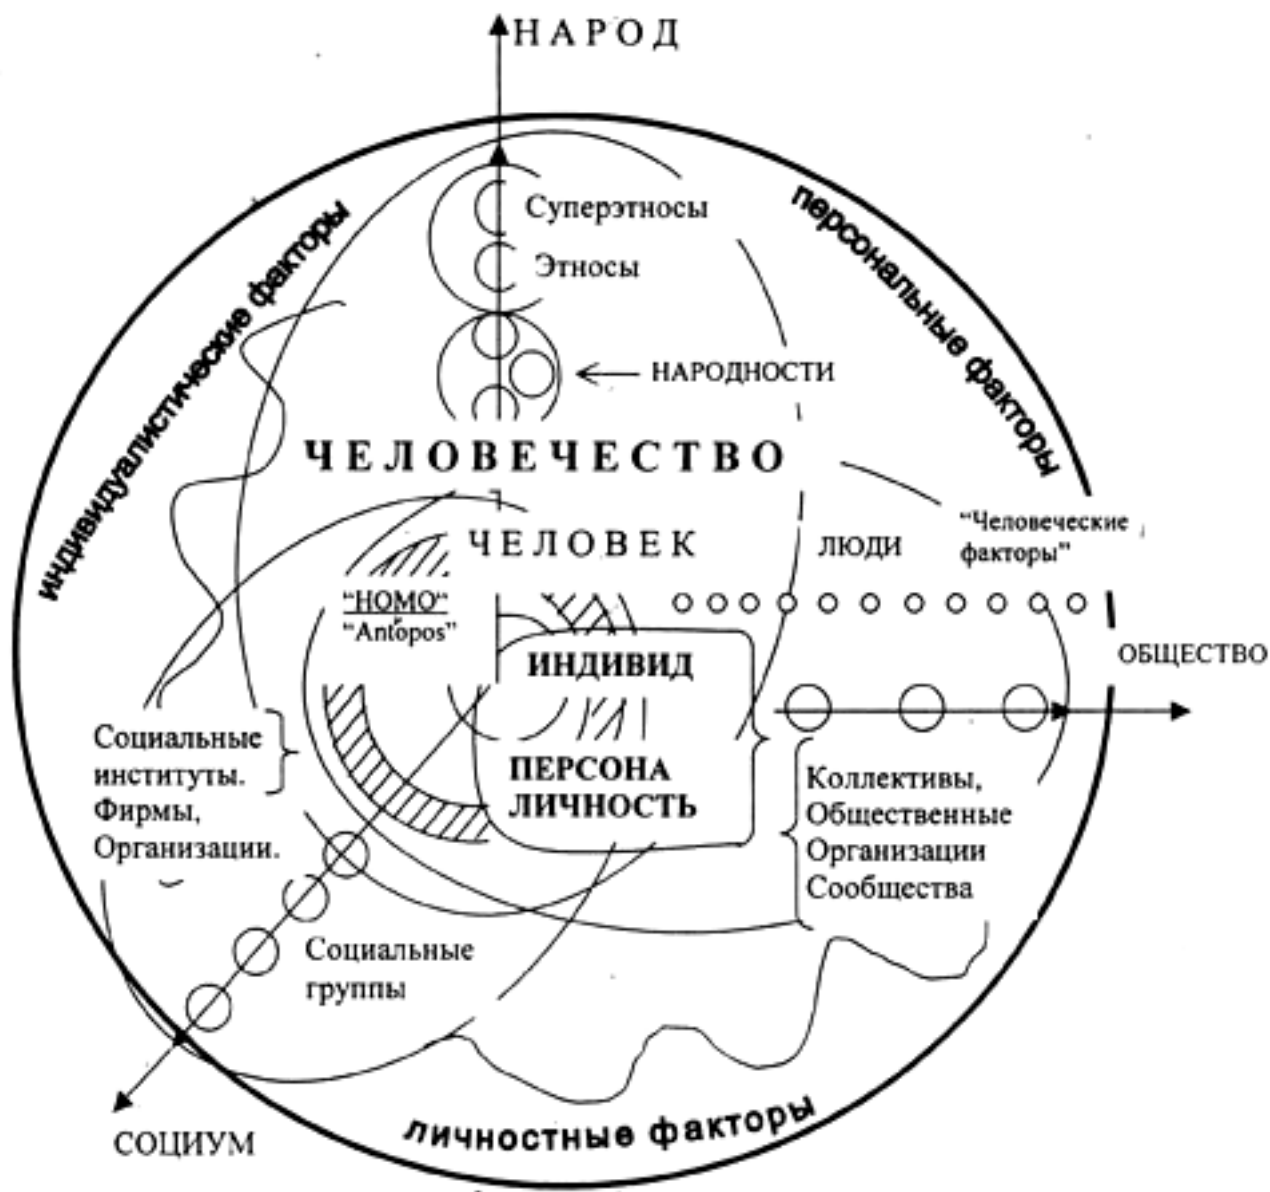 НАРОД
индивидуалистические факторы
персональные факторы
Суперэтносы
Этносы
НАРОДНОСТИ
ЧЕЛОВЕЧЕСТВО
"Человеческие
факторы"
ЧЕЛОВЕК
ЛЮДИ
"НОМО"
"Antopos"
ИНДИВИД
ОБЩЕСТВО
Социальные
институты.
Фирмы,
Организации.
ПЕРСОНА
ЛИЧНОСТЬ
Коллективы,
Общественные
Организации
Сообщества
Социальные
группы
личностные факторы
СОЦИУМ